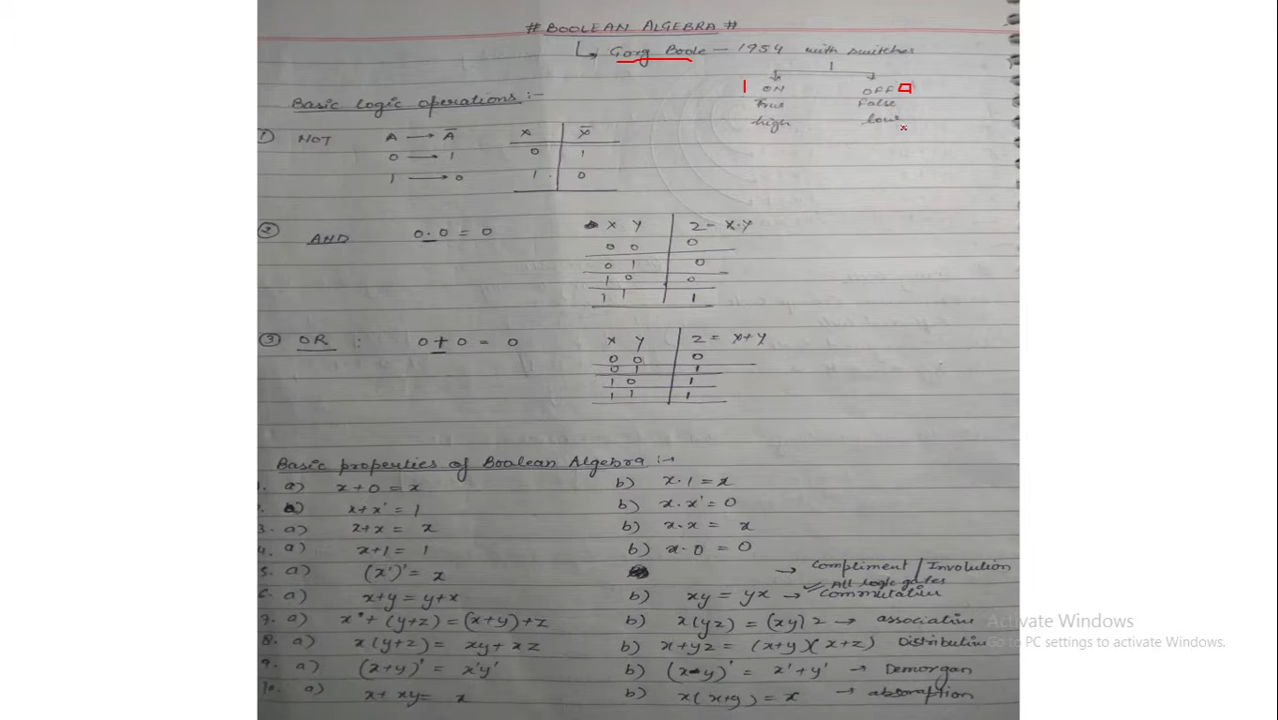 # BOOLEAN ALGEBRA #
↳ Gorg Boole - 1954 with switches
1 ON OFF 0
True False
high low
Basic logic operations :-
① NOT A → Ā x x̄
0 → 1 0 1
1 → 0 1 0
② AND 0.0 = 0 X Y Z = X.Y
0 0 0
0 1 0
1 0 0
1 1 1
③ OR : 0 + 0 = 0 X Y Z = X+Y
0 0 0
0 1 1
1 0 1
1 1 1
Basic properties of Boalean Algebra :→
1. a) x+0 = x b) x.1 = x
a) x+x' = 1 b) x.x' = 0
3. a) x+x = x b) x.x = x
4. a) x+1 = 1 b) x.0 = 0
5. a) (x')' = x → Compliment / Involution
✓ All logic gates
6. a) x+y = y+x b) xy = yx → Commutative
7. a) x+(y+z) = (x+y)+z b) x(yz) = (xy)z → associative
8. a) x(y+z) = xy+xz b) x+yz = (x+y)(x+z) Distributive
9. a) (x+y)' = x'y' b) (x.y)' = x'+y' → Demorgan
10. a) x+xy = x b) x(x+y) = x → absorption
Activate Windows
Go to PC settings to activate Windows.